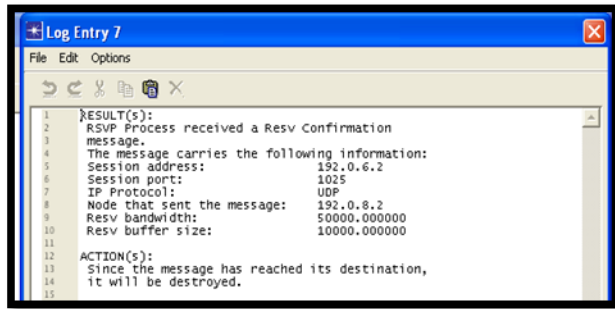 Log Entry 7
File Edit Options
1 RESULT(s):
2 RSVP Process received a Resv Confirmation
3 message.
4 The message carries the following information:
5 Session address: 192.0.6.2
6 Session port: 1025
7 IP Protocol: UDP
8 Node that sent the message: 192.0.8.2
9 Resv bandwidth: 50000.000000
10 Resv buffer size: 10000.000000
11
12 ACTION(s):
13 Since the message has reached its destination,
14 it will be destroyed.
15